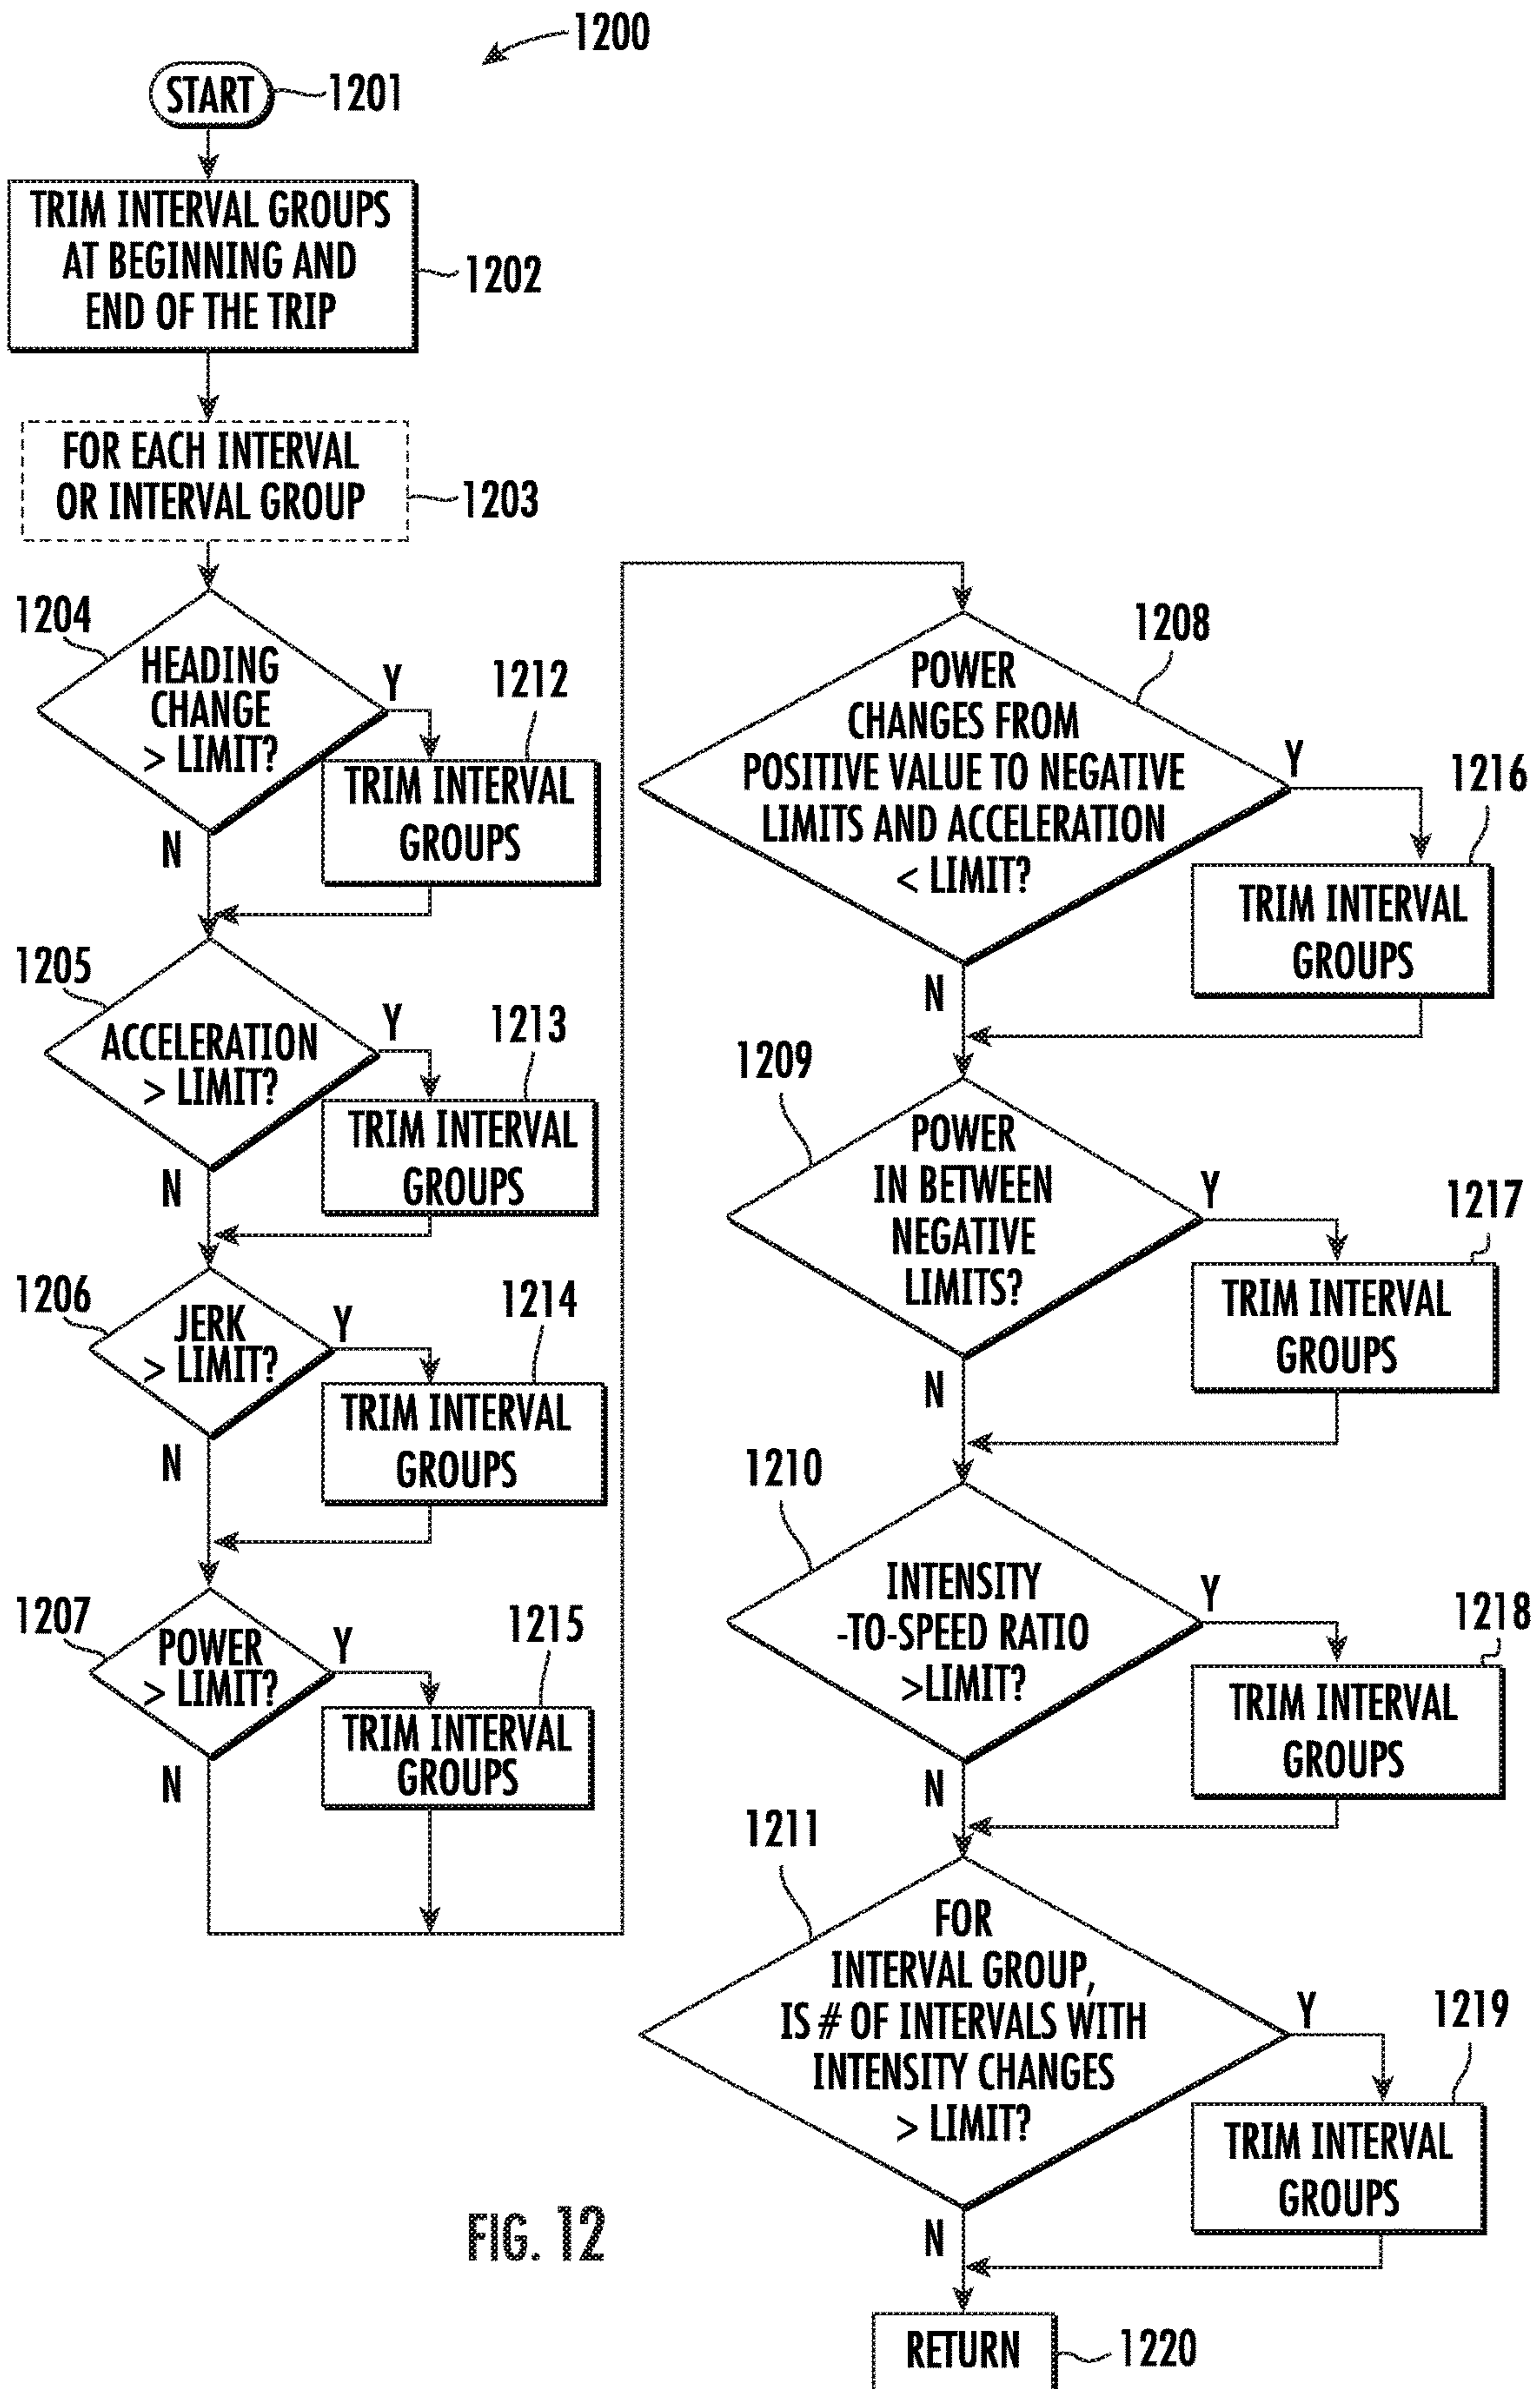 1200
START
1201
TRIM INTERVAL GROUPS
AT BEGINNING AND
END OF THE TRIP
1202
FOR EACH INTERVAL
OR INTERVAL GROUP
1203
1204
HEADING
CHANGE
> LIMIT?
Y
N
1212
TRIM INTERVAL
GROUPS
1205
ACCELERATION
> LIMIT?
Y
N
1213
TRIM INTERVAL
GROUPS
1206
JERK
> LIMIT?
Y
N
1214
TRIM INTERVAL
GROUPS
1207
POWER
> LIMIT?
Y
N
1215
TRIM INTERVAL
GROUPS
1208
POWER
CHANGES FROM
POSITIVE VALUE TO NEGATIVE
LIMITS AND ACCELERATION
< LIMIT?
Y
N
1216
TRIM INTERVAL
GROUPS
1209
POWER
IN BETWEEN
NEGATIVE
LIMITS?
Y
N
1217
TRIM INTERVAL
GROUPS
1210
INTENSITY
-TO-SPEED RATIO
>LIMIT?
Y
N
1218
TRIM INTERVAL
GROUPS
1211
FOR
INTERVAL GROUP,
IS # OF INTERVALS WITH
INTENSITY CHANGES
> LIMIT?
Y
N
1219
TRIM INTERVAL
GROUPS
RETURN
1220
FIG. 12